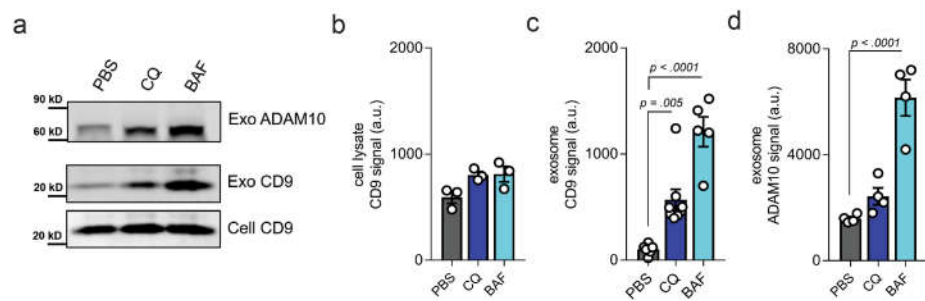 a
PBS
CQ
BAF
90 kD
60 kD
Exo ADAM10
20 kD
Exo CD9
20 kD
Cell CD9
b
cell lysate
CD9 signal (a.u.)
2000
1000
0
PBS
CQ
BAF
c
exosome
CD9 signal (a.u.)
2000
1000
0
p < .0001
p = .005
PBS
CQ
BAF
d
exosome
ADAM10 signal (a.u.)
8000
4000
0
p < .0001
PBS
CQ
BAF